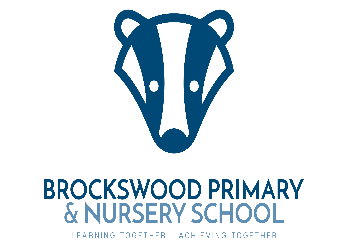 BROCKSWOOD PRIMARY
& NURSERY SCHOOL
LEARNING TOGETHER ACHIEVING TOGETHER